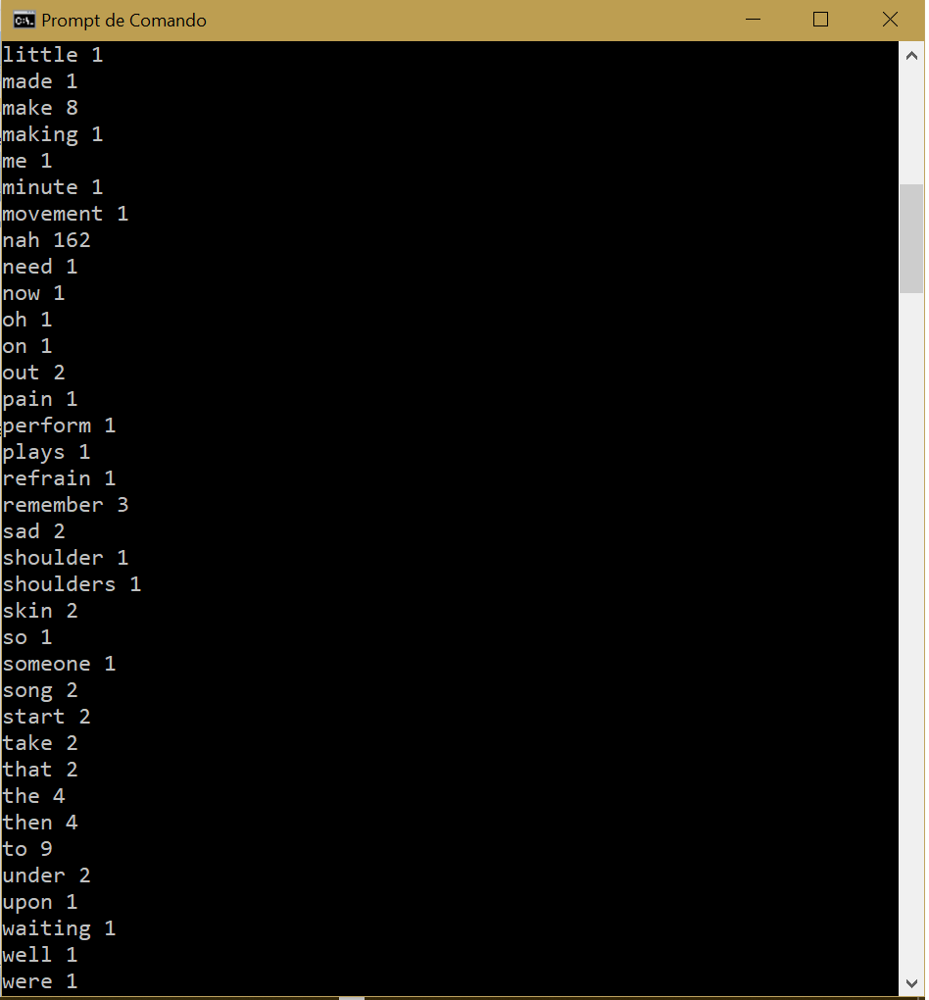 Prompt de Comando
little 1
made 1
make 8
making 1
me 1
minute 1
movement 1
nah 162
need 1
now 1
oh 1
on 1
out 2
pain 1
perform 1
plays 1
refrain 1
remember 3
sad 2
shoulder 1
shoulders 1
skin 2
so 1
someone 1
song 2
start 2
take 2
that 2
the 4
then 4
to 9
under 2
upon 1
waiting 1
well 1
were 1